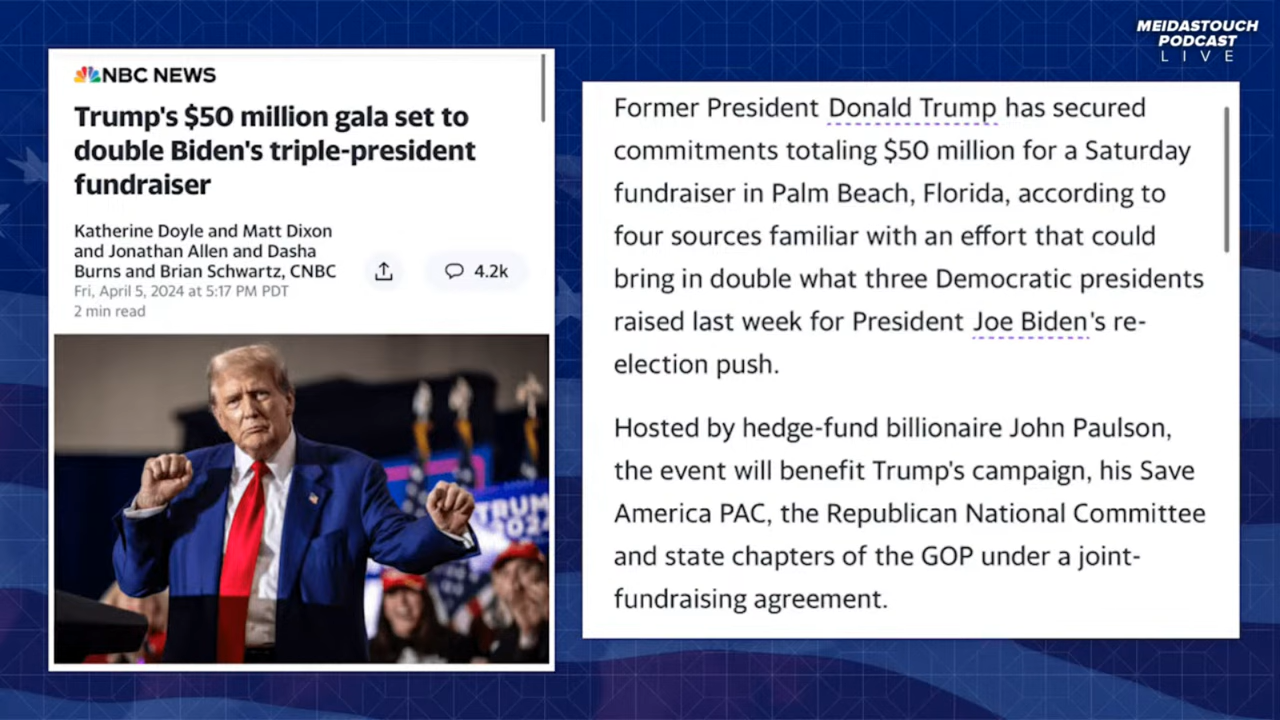 MEIDASTOUCH
PODCAST
LIVE
NBC NEWS
Trump's $50 million gala set to
double Biden's triple-president
fundraiser
Katherine Doyle and Matt Dixon
and Jonathan Allen and Dasha
Burns and Brian Schwartz, CNBC
4.2k
Fri, April 5, 2024 at 5:17 PM PDT
2 min read
TRUMP
2024
Former President Donald Trump has secured
commitments totaling $50 million for a Saturday
fundraiser in Palm Beach, Florida, according to
four sources familiar with an effort that could
bring in double what three Democratic presidents
raised last week for President Joe Biden's re-
election push.
Hosted by hedge-fund billionaire John Paulson,
the event will benefit Trump's campaign, his Save
America PAC, the Republican National Committee
and state chapters of the GOP under a joint-
fundraising agreement.